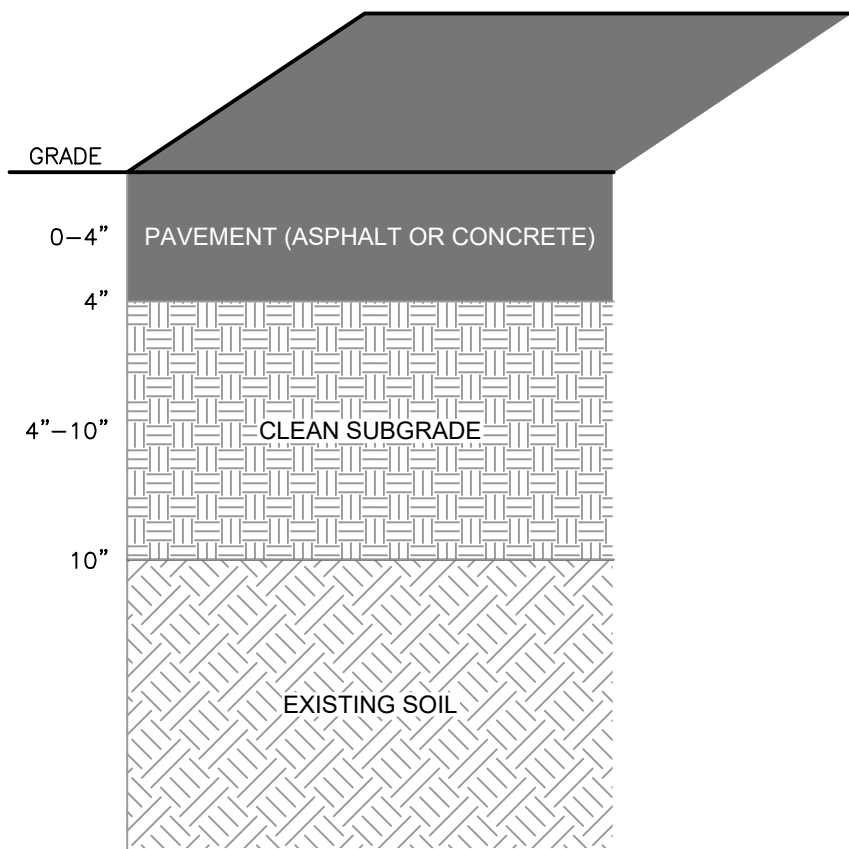 GRADE
0-4"
PAVEMENT (ASPHALT OR CONCRETE)
4"
4"-10"
CLEAN SUBGRADE
10"
EXISTING SOIL